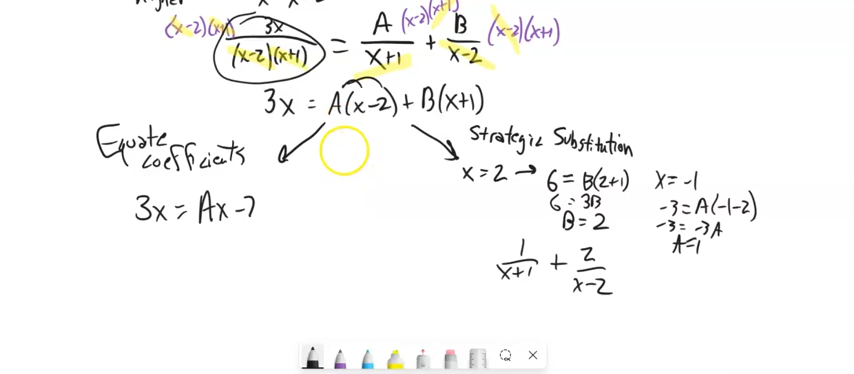 (x-2)(x+1) 3x / (x-2)(x+1) = A / x+1 (x-2)(x+1) + B / x-2 (x-2)(x+1)
3x = A(x-2) + B(x+1)
Equate
coefficients
3x = Ax - 2
Strategic Substitution
x = 2 → 6 = B(2+1)
6 = 3B
B = 2
x = -1
-3 = A(-1-2)
-3 = -3A
A = 1
1 / x+1 + 2 / x-2